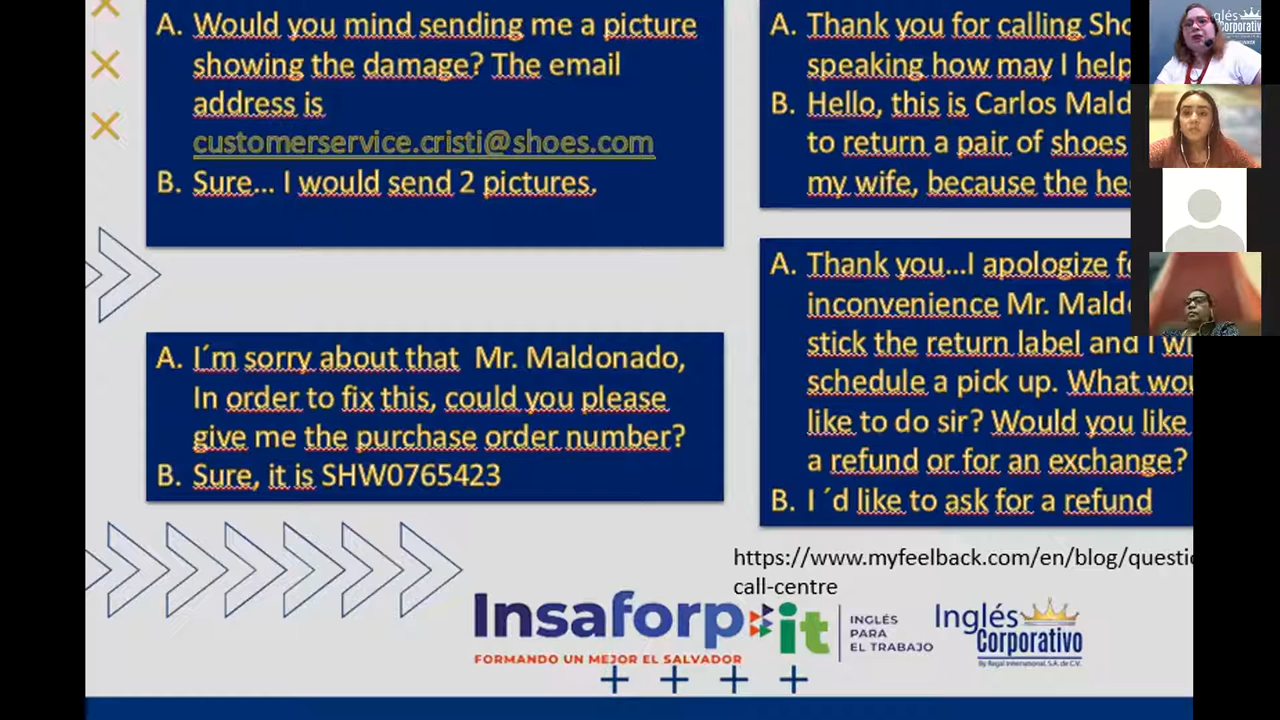 A. Would you mind sending me a picture
showing the damage? The email
address is
customerservice.cristi@shoes.com
B. Sure... I would send 2 pictures.
A. I´m sorry about that Mr. Maldonado,
In order to fix this, could you please
give me the purchase order number?
B. Sure, it is SHW0765423
A. Thank you for calling
speaking how may I help
B. Hello, this is Carlos
to return a pair of shoes
my wife, because the
A. Thank you...I apologize
inconvenience Mr.
stick the return label and I
schedule a pick up. What
like to do sir? Would you like
a refund or for an exchange?
B. I ´d like to ask for a refund
https://www.myfeelback.com/en/blog/
call-centre
Insaforp it
FORMANDO UN MEJOR EL SALVADOR
INGLÉS
PARA
EL TRABAJO
Inglés
Corporativo
By Regal International, S.A. de C.V.